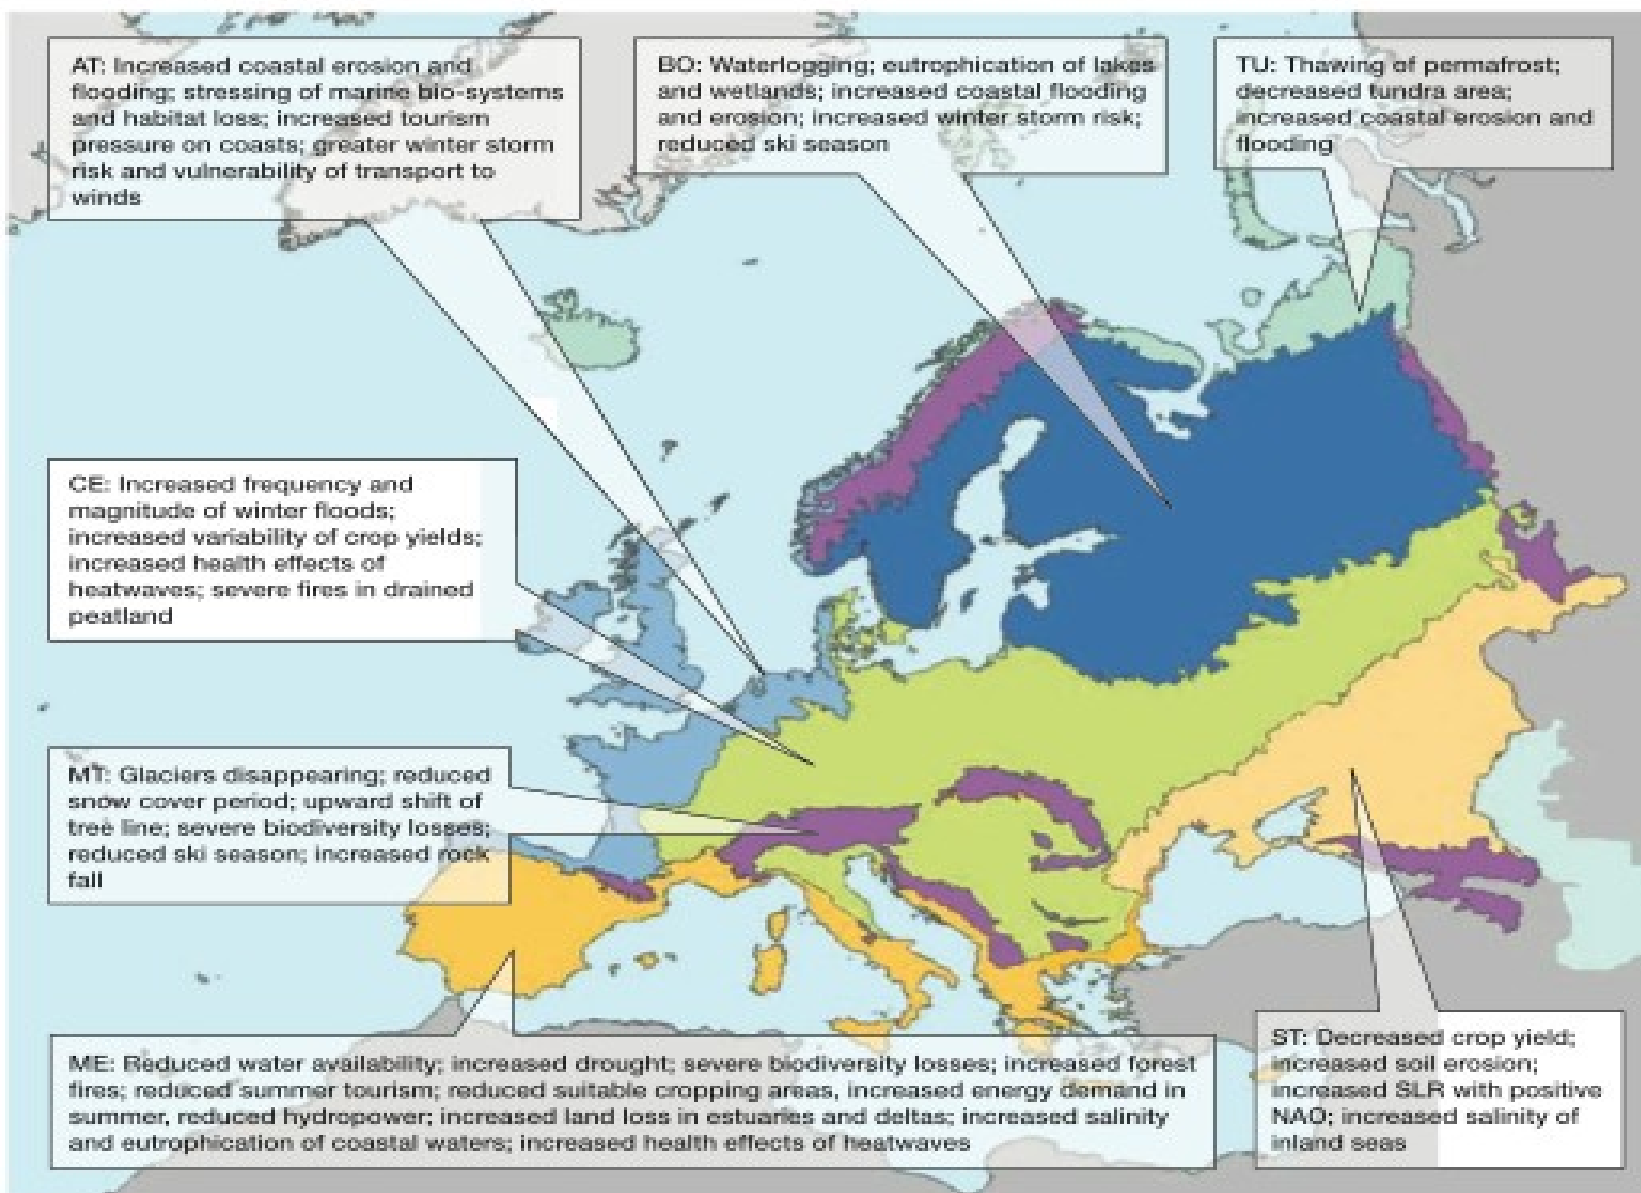 AT: Increased coastal erosion and
flooding; stressing of marine bio-systems
and habitat loss; increased tourism
pressure on coasts; greater winter storm
risk and vulnerability of transport to
winds
BO: Waterlogging; eutrophication of lakes
and wetlands; increased coastal flooding
and erosion; increased winter storm risk;
reduced ski season
TU: Thawing of permafrost;
decreased tundra area;
increased coastal erosion and
flooding
CE: Increased frequency and
magnitude of winter floods;
increased variability of crop yields;
increased health effects of
heatwaves; severe fires in drained
peatland
MT: Glaciers disappearing; reduced
snow cover period; upward shift of
tree line; severe biodiversity losses;
reduced ski season; increased rock
fall
ME: Reduced water availability; increased drought; severe biodiversity losses; increased forest
fires; reduced summer tourism; reduced suitable cropping areas, increased energy demand in
summer, reduced hydropower; increased land loss in estuaries and deltas; increased salinity
and eutrophication of coastal waters; increased health effects of heatwaves
ST: Decreased crop yield;
increased soil erosion;
increased SLR with positive
NAO; increased salinity of
inland seas